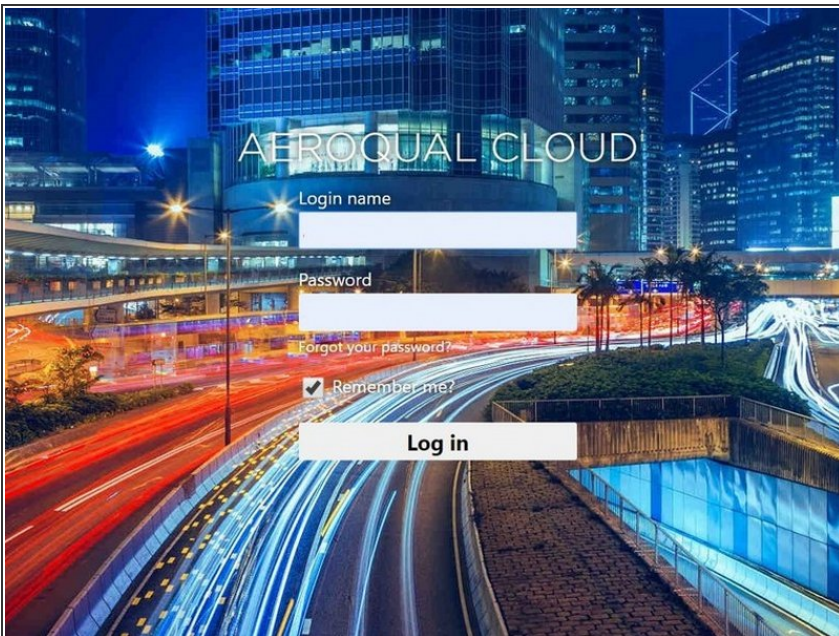 AEROQUAL CLOUD
Login name
Password
Forgot your password?
Remember me?
Log in